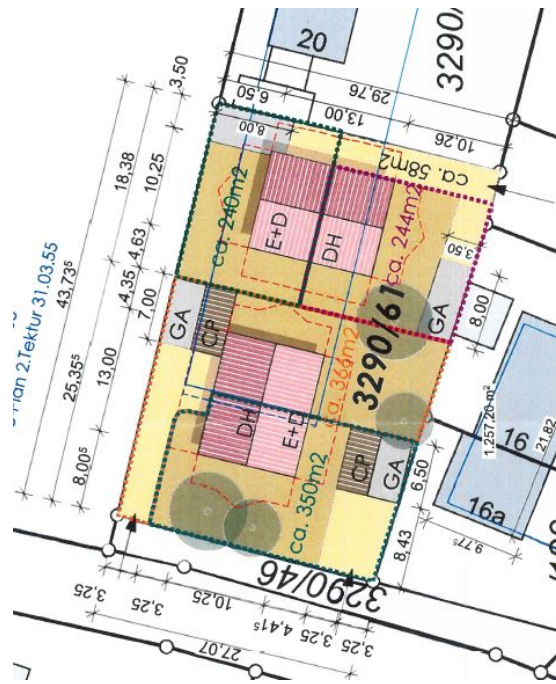 20
3290/
3,50
6,50
29,76
13,00
10,26
8,00
ca. 58m2
18,38
10,25
ca. 240m2
E+D
DH
ca. 244m2
3,50
4,63
43,73⁵
4,35
7,00
GA
CP
3290/61
GA
8,00
2.Tektur 31.03.55
25,35⁵
13,00
ca. 366m2
DH
E+D
1.257,20 m²
16
21,82
8,00⁵
ca. 350m2
CP
GA
6,50
16a
9,77⁵
8,43
3290/46
3,25
3,25
10,25
4,41⁵
3,25
3,25
27,07